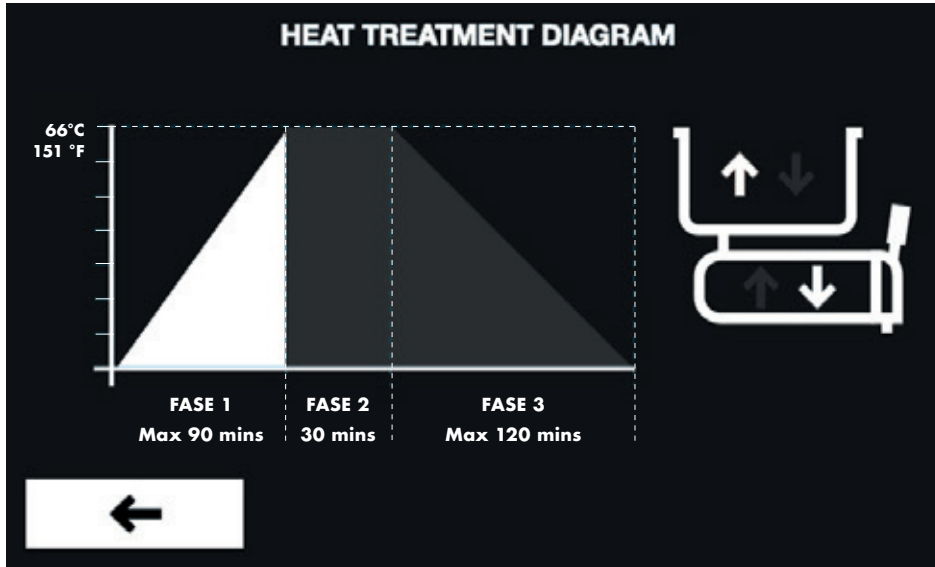 HEAT TREATMENT DIAGRAM
66°C
151 °F
FASE 1
Max 90 mins
FASE 2
30 mins
FASE 3
Max 120 mins